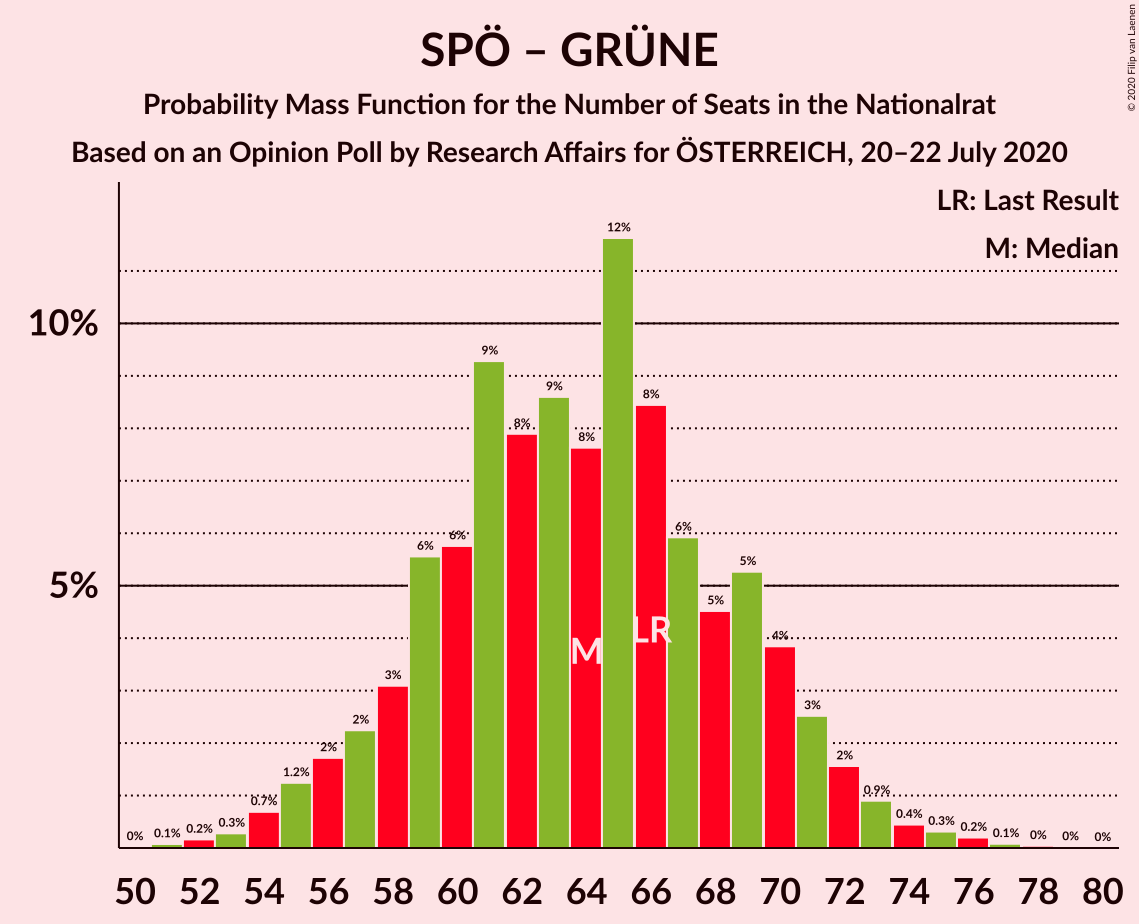 SPÖ – GRÜNE
Probability Mass Function for the Number of Seats in the Nationalrat
Based on an Opinion Poll by Research Affairs for ÖSTERREICH, 20–22 July 2020
© 2020 Filip van Laenen
LR: Last Result
M: Median
10%
5%
0% 0.1% 0.2% 0.3% 0.7% 1.2% 2% 2% 3% 6% 6% 9% 8% 9% 8% 12% 8% 6% 5% 5% 4% 3% 2% 0.9% 0.4% 0.3% 0.2% 0.1% 0% 0% 0%
M LR
50 52 54 56 58 60 62 64 66 68 70 72 74 76 78 80